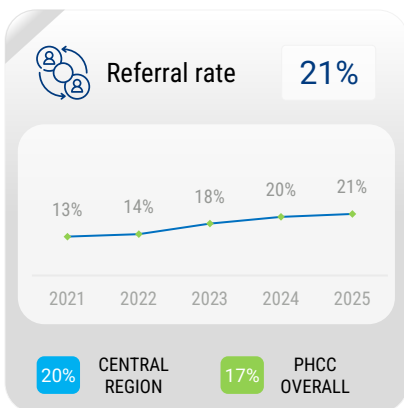 Referral rate 21%
13% 14% 18% 20% 21%
2021 2022 2023 2024 2025
20% CENTRAL REGION
17% PHCC OVERALL